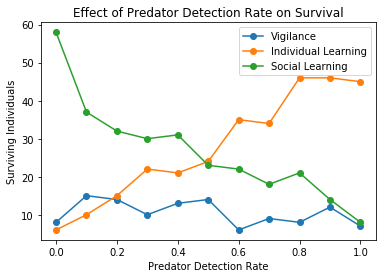 Effect of Predator Detection Rate on Survival
Surviving Individuals
60
50
40
30
20
10
Vigilance
Individual Learning
Social Learning
0.0 0.2 0.4 0.6 0.8 1.0
Predator Detection Rate